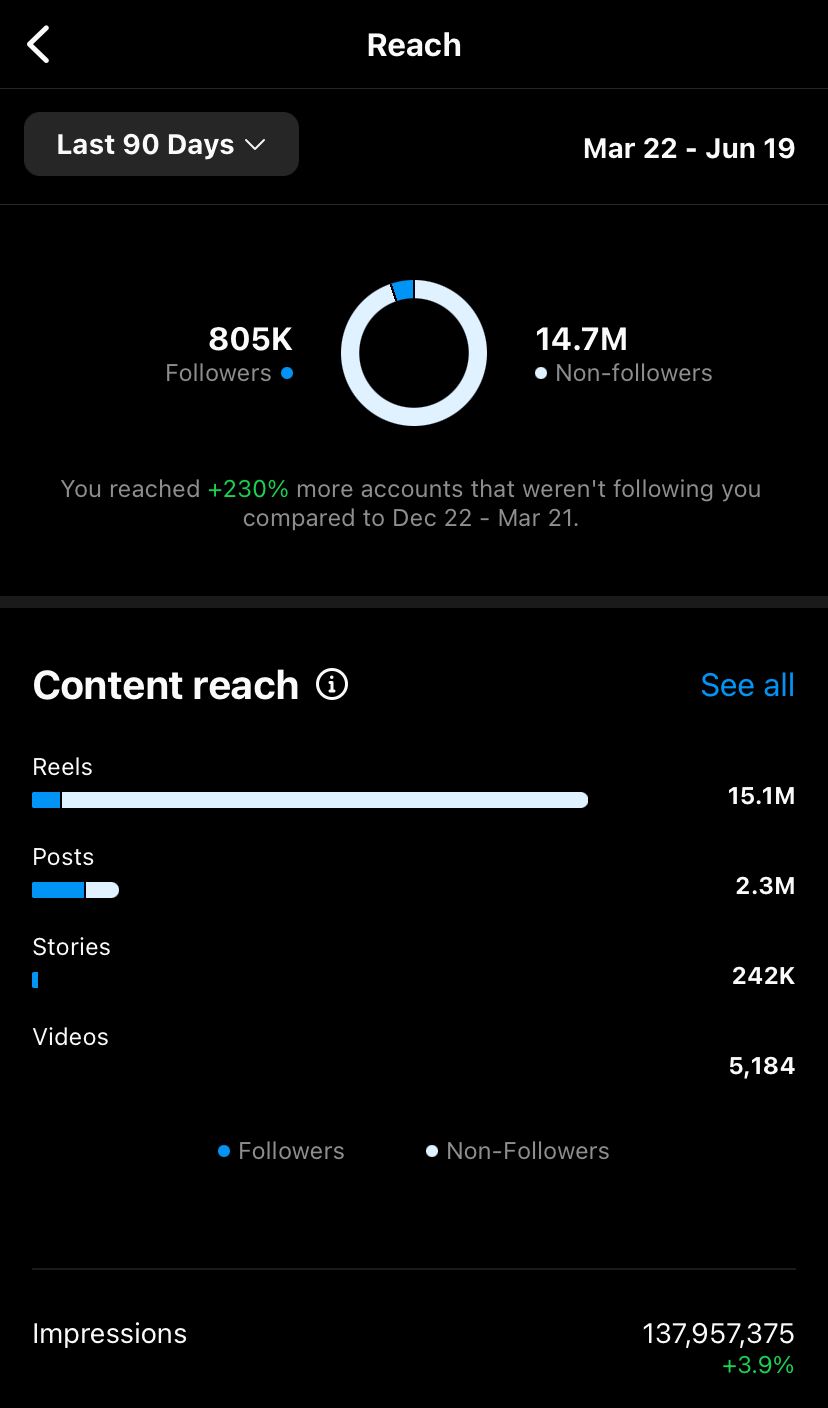 Reach
Last 90 Days
Mar 22 - Jun 19
805K
Followers
14.7M
Non-followers
You reached +230% more accounts that weren't following you
compared to Dec 22 - Mar 21.
Content reach
See all
Reels
15.1M
Posts
2.3M
Stories
242K
Videos
5,184
Followers
Non-Followers
Impressions
137,957,375
+3.9%